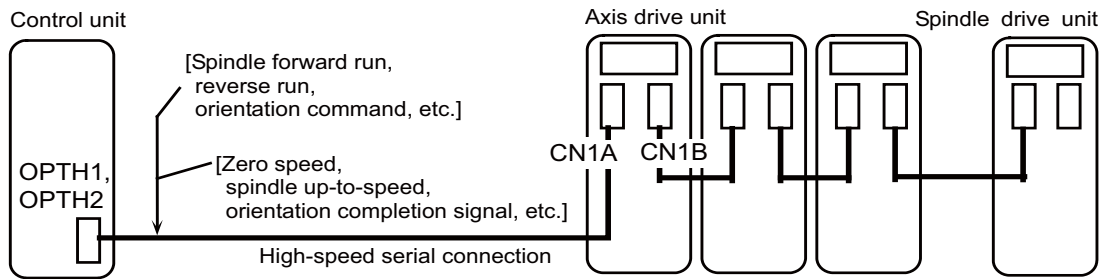 Control unit
Axis drive unit
Spindle drive unit
[Spindle forward run,
reverse run,
orientation command, etc.]
CN1A
CN1B
OPTH1,
OPTH2
[Zero speed,
spindle up-to-speed,
orientation completion signal, etc.]
High-speed serial connection